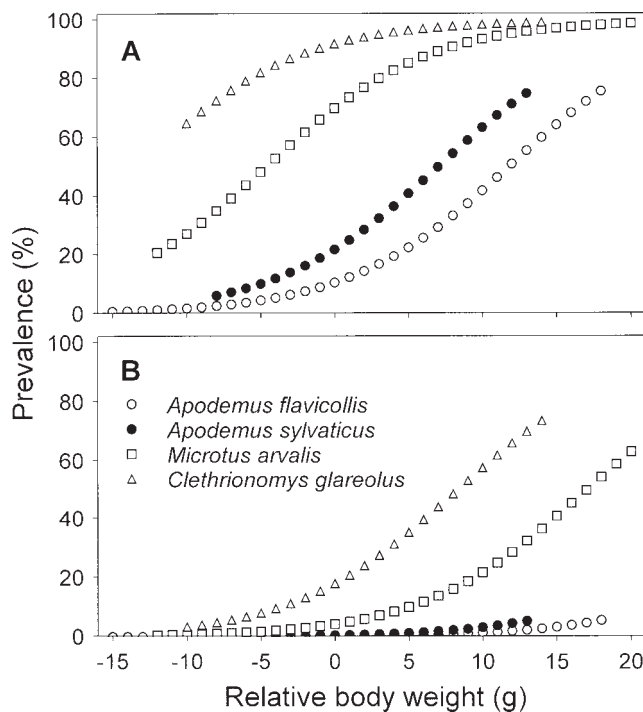 100
A
80
60
40
20
0
Prevalence (%)
100
B
80
Apodemus flavicollis
Apodemus sylvaticus
60
Microtus arvalis
Clethrionomys glareolus
40
20
0
-15 -10 -5 0 5 10 15 20
Relative body weight (g)